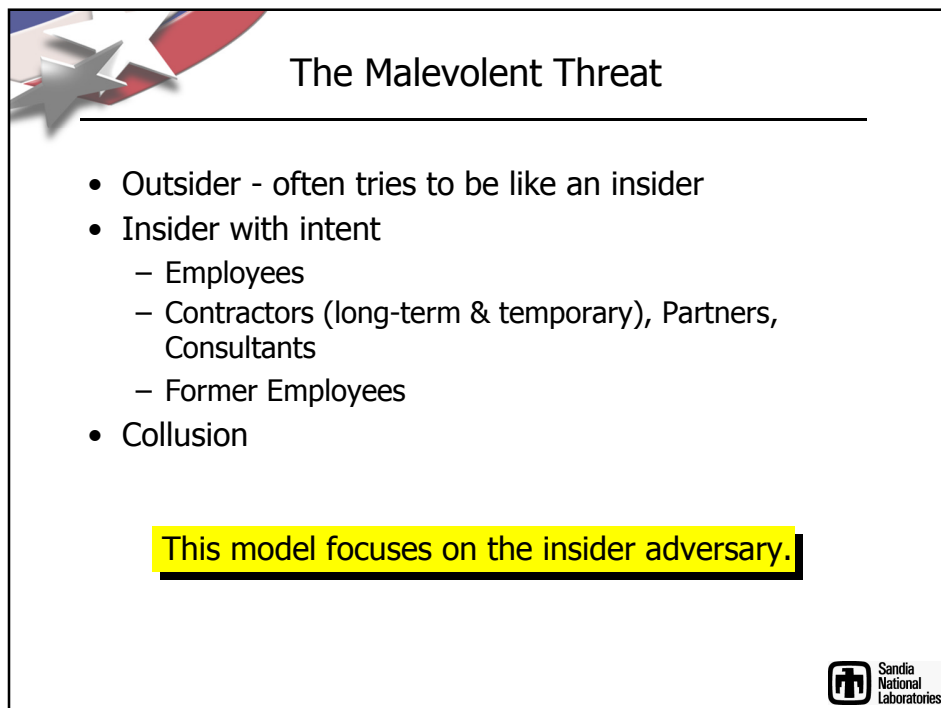 The Malevolent Threat
• Outsider - often tries to be like an insider
• Insider with intent
– Employees
– Contractors (long-term & temporary), Partners,
Consultants
– Former Employees
• Collusion
This model focuses on the insider adversary.
Sandia
National
Laboratories